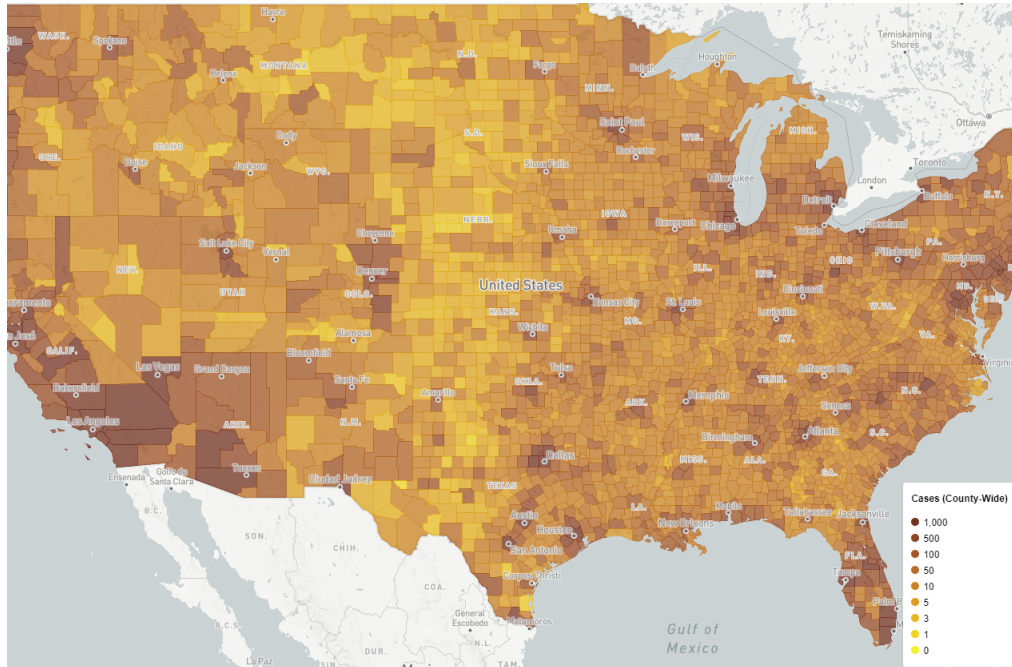 Havre
Temiskaming
Shores
WASH.
Spokane
N.D.
Fargo
Duluth
Houghton
MONTANA
Helena
MINN.
Ottawa
Saint Paul
WIS.
MICH.
ORE.
IDAHO
Cody
S.D.
Rochester
Toronto
Boise
Jackson
WYO.
Sioux Falls
Milwaukee
London
Buffalo
N.Y.
Detroit
NEBR.
IOWA
Davenport
Chicago
Toledo
Cleveland
Cheyenne
Omaha
PA.
Salt Lake City
Vernal
Pittsburgh
Harrisburg
NEV.
Denver
ILL.
IND.
OHIO
United States
UTAH
COLO.
Cincinnati
MD.
DEL.
Kansas City
St. Louis
W.VA.
KANS.
MO.
Louisville
Alamosa
Wichita
KY.
VA.
CALIF.
Bloomfield
Las Vegas
Grand Canyon
Tulsa
Jefferson City
TENN.
Bakersfield
Santa Fe
Amarillo
OKLA.
N.C.
ARK.
Memphis
Seneca
Los Angeles
ARIZ.
N.M.
Birmingham
Atlanta
S.C.
Dallas
MISS.
ALA.
Tucson
GA.
Ensenada
Golfo de
Santa Clara
Ciudad Juárez
TEXAS
B.C.
LA.
Mobile
Tallahassee
Jacksonville
Austin
Houston
New Orleans
SON.
San Antonio
CHIH.
FLA.
Tampa
Corpus Christi
COA.
B.C.S.
General
Escobedo
Matamoros
Gulf of
Mexico
N.L.
DUR.
La Paz
SIN.
TAM.
Cases (County-Wide)
1,000
500
100
50
10
5
3
1
0